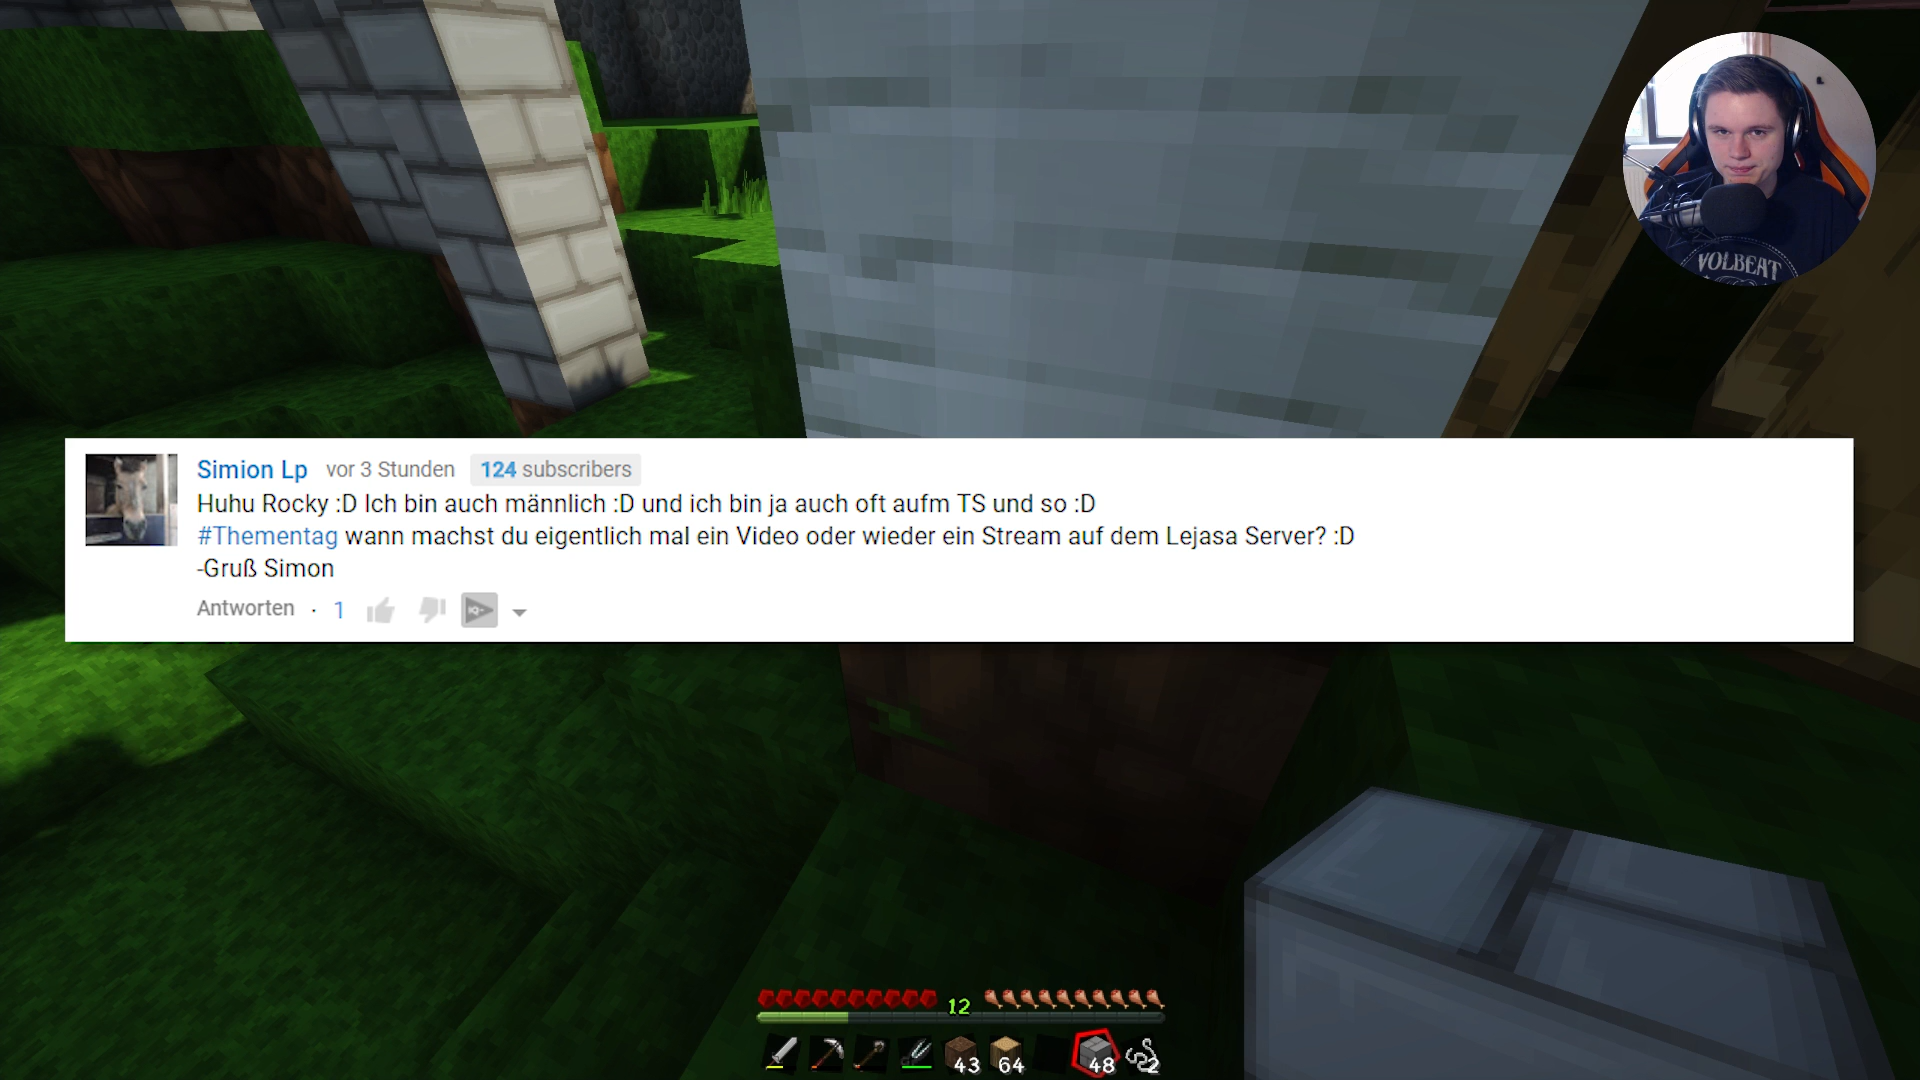 VOLBEAT
Simion Lp vor 3 Stunden 124 subscribers
Huhu Rocky :D Ich bin auch männlich :D und ich bin ja auch oft aufm TS und so :D
#Thementag wann machst du eigentlich mal ein Video oder wieder ein Stream auf dem Lejasa Server? :D
-Gruß Simon
Antworten · 1
12
43 64 48 2